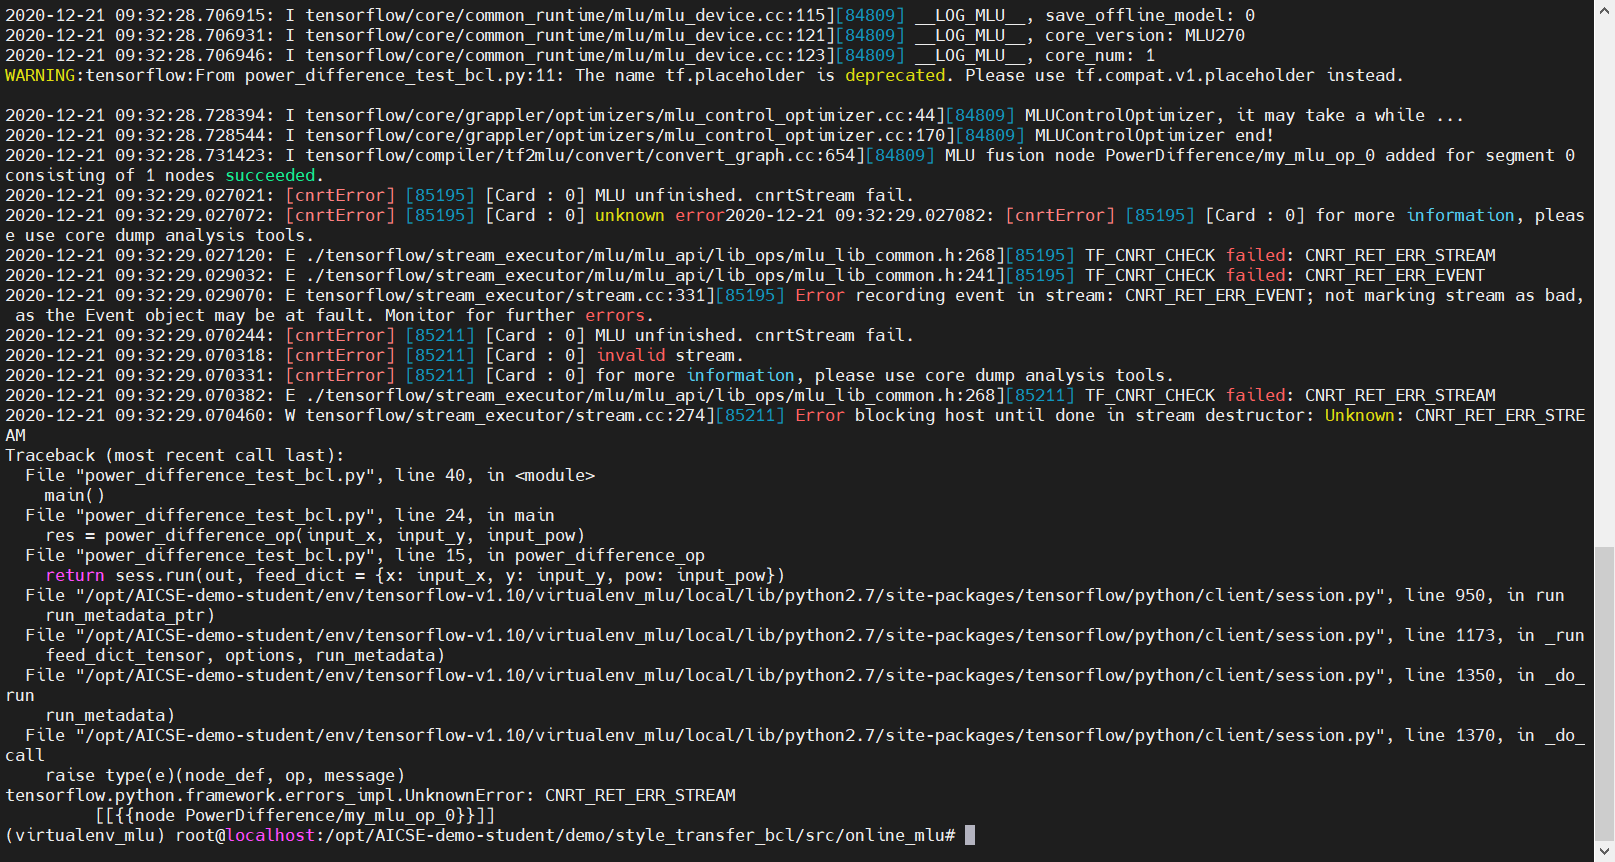 2020-12-21 09:32:28.706915: I tensorflow/core/common_runtime/mlu/mlu_device.cc:115][84809] __LOG_MLU__, save_offline_model: 0
2020-12-21 09:32:28.706931: I tensorflow/core/common_runtime/mlu/mlu_device.cc:121][84809] __LOG_MLU__, core_version: MLU270
2020-12-21 09:32:28.706946: I tensorflow/core/common_runtime/mlu/mlu_device.cc:123][84809] __LOG_MLU__, core_num: 1
WARNING:tensorflow:From power_difference_test_bcl.py:11: The name tf.placeholder is deprecated. Please use tf.compat.v1.placeholder instead.
2020-12-21 09:32:28.728394: I tensorflow/core/grappler/optimizers/mlu_control_optimizer.cc:44][84809] MLUControlOptimizer, it may take a while ...
2020-12-21 09:32:28.728544: I tensorflow/core/grappler/optimizers/mlu_control_optimizer.cc:170][84809] MLUControlOptimizer end!
2020-12-21 09:32:28.731423: I tensorflow/compiler/tf2mlu/convert/convert_graph.cc:654][84809] MLU fusion node PowerDifference/my_mlu_op_0 added for segment 0
consisting of 1 nodes succeeded.
2020-12-21 09:32:29.027021: [cnrtError] [85195] [Card : 0] MLU unfinished. cnrtStream fail.
2020-12-21 09:32:29.027072: [cnrtError] [85195] [Card : 0] unknown error2020-12-21 09:32:29.027082: [cnrtError] [85195] [Card : 0] for more information, pleas
e use core dump analysis tools.
2020-12-21 09:32:29.027120: E ./tensorflow/stream_executor/mlu/mlu_api/lib_ops/mlu_lib_common.h:268][85195] TF_CNRT_CHECK failed: CNRT_RET_ERR_STREAM
2020-12-21 09:32:29.029032: E ./tensorflow/stream_executor/mlu/mlu_api/lib_ops/mlu_lib_common.h:241][85195] TF_CNRT_CHECK failed: CNRT_RET_ERR_EVENT
2020-12-21 09:32:29.029070: E tensorflow/stream_executor/stream.cc:331][85195] Error recording event in stream: CNRT_RET_ERR_EVENT; not marking stream as bad,
as the Event object may be at fault. Monitor for further errors.
2020-12-21 09:32:29.070244: [cnrtError] [85211] [Card : 0] MLU unfinished. cnrtStream fail.
2020-12-21 09:32:29.070318: [cnrtError] [85211] [Card : 0] invalid stream.
2020-12-21 09:32:29.070331: [cnrtError] [85211] [Card : 0] for more information, please use core dump analysis tools.
2020-12-21 09:32:29.070382: E ./tensorflow/stream_executor/mlu/mlu_api/lib_ops/mlu_lib_common.h:268][85211] TF_CNRT_CHECK failed: CNRT_RET_ERR_STREAM
2020-12-21 09:32:29.070460: W tensorflow/stream_executor/stream.cc:274][85211] Error blocking host until done in stream destructor: Unknown: CNRT_RET_ERR_STRE
AM
Traceback (most recent call last):
File "power_difference_test_bcl.py", line 40, in <module>
main()
File "power_difference_test_bcl.py", line 24, in main
res = power_difference_op(input_x, input_y, input_pow)
File "power_difference_test_bcl.py", line 15, in power_difference_op
return sess.run(out, feed_dict = {x: input_x, y: input_y, pow: input_pow})
File "/opt/AICSE-demo-student/env/tensorflow-v1.10/virtualenv_mlu/local/lib/python2.7/site-packages/tensorflow/python/client/session.py", line 950, in run
run_metadata_ptr)
File "/opt/AICSE-demo-student/env/tensorflow-v1.10/virtualenv_mlu/local/lib/python2.7/site-packages/tensorflow/python/client/session.py", line 1173, in _run
feed_dict_tensor, options, run_metadata)
File "/opt/AICSE-demo-student/env/tensorflow-v1.10/virtualenv_mlu/local/lib/python2.7/site-packages/tensorflow/python/client/session.py", line 1350, in _do_
run
run_metadata)
File "/opt/AICSE-demo-student/env/tensorflow-v1.10/virtualenv_mlu/local/lib/python2.7/site-packages/tensorflow/python/client/session.py", line 1370, in _do_
call
raise type(e)(node_def, op, message)
tensorflow.python.framework.errors_impl.UnknownError: CNRT_RET_ERR_STREAM
[[{{node PowerDifference/my_mlu_op_0}}]]
(virtualenv_mlu) root@localhost:/opt/AICSE-demo-student/demo/style_transfer_bcl/src/online_mlu#